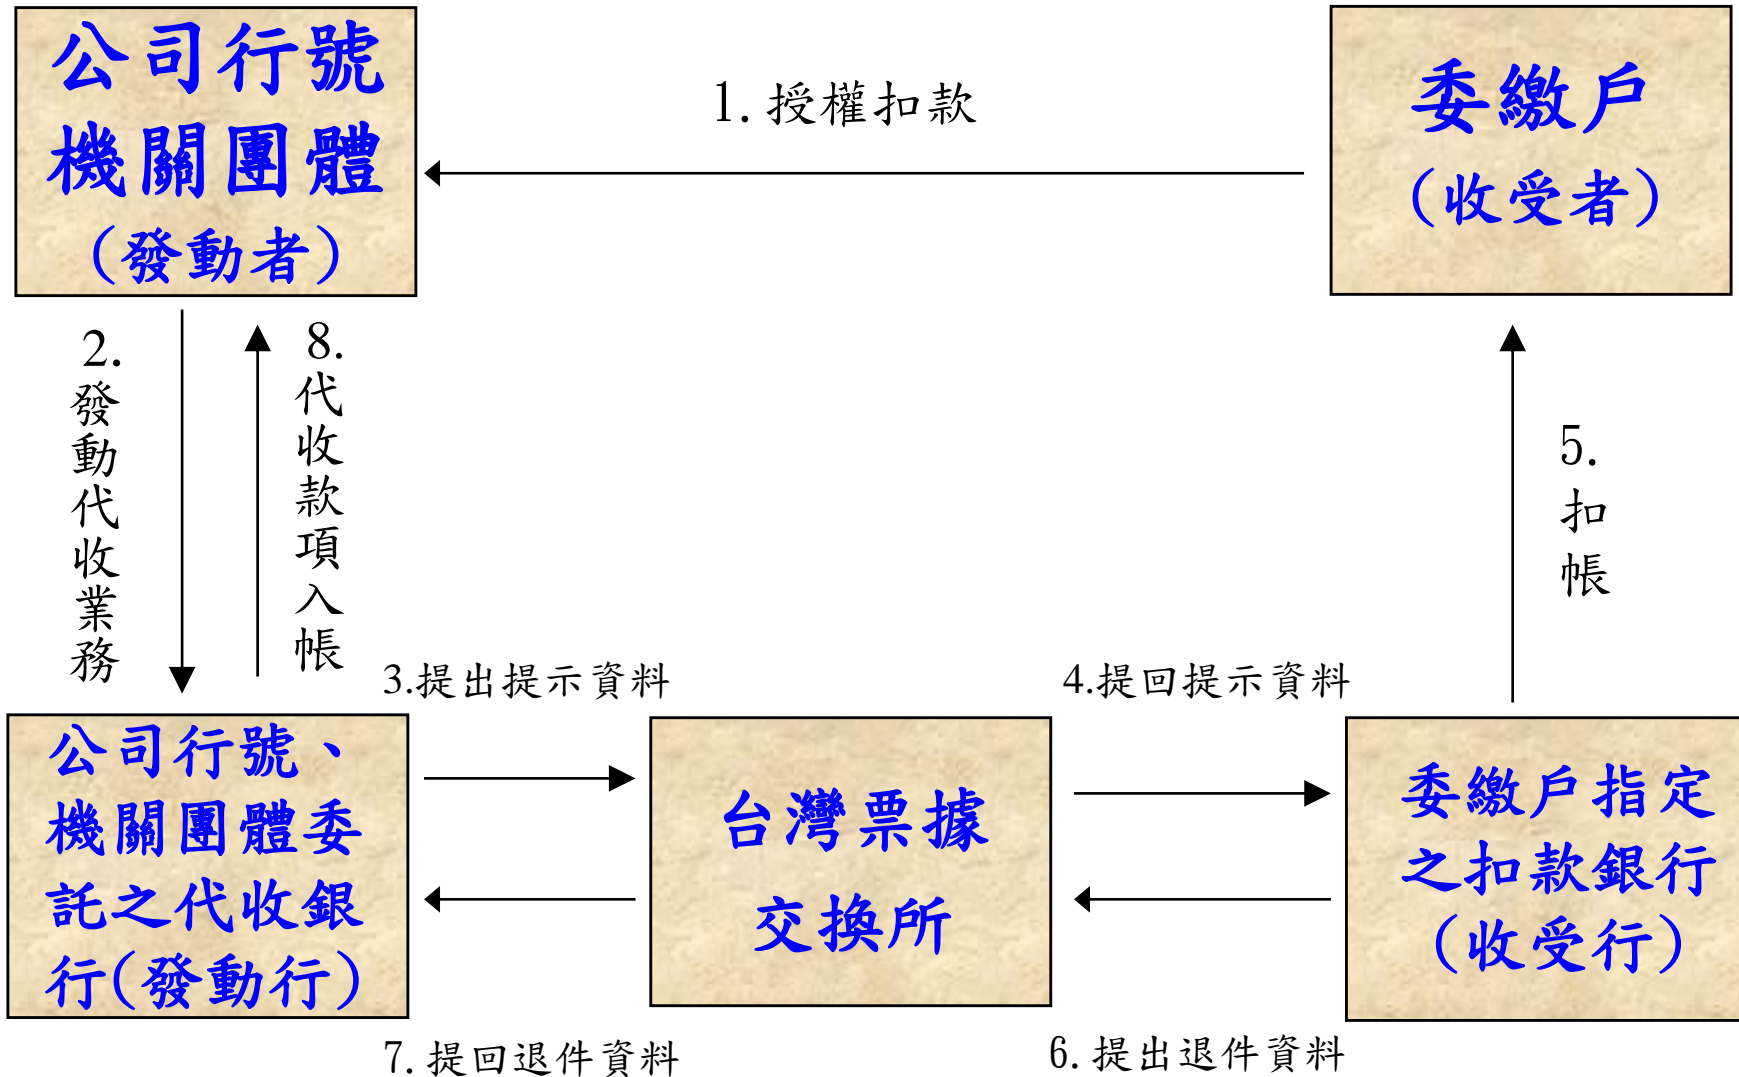 公司行號
機關團體
(發動者)
1.授權扣款
委繳戶
(收受者)
2.發動代收業務
8.代收款項入帳
5.扣帳
3.提出提示資料
4.提回提示資料
公司行號、
機關團體委
託之代收銀
行(發動行)
台灣票據
交換所
委繳戶指定
之扣款銀行
(收受行)
7.提回退件資料
6.提出退件資料